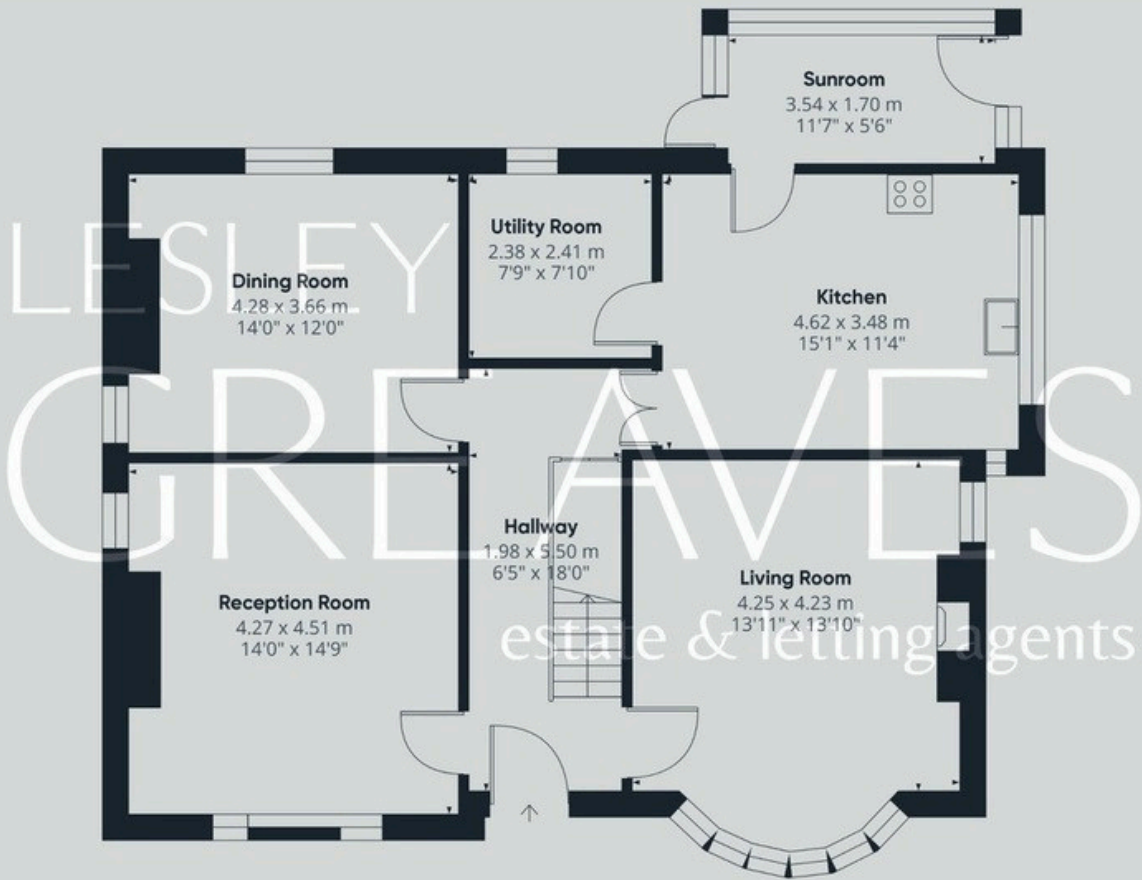 Sunroom
3.54 x 1.70 m
11'7" x 5'6"
Utility Room
2.38 x 2.41 m
7'9" x 7'10"
LESLEY
Dining Room
4.28 x 3.66 m
14'0" x 12'0"
Kitchen
4.62 x 3.48 m
15'1" x 11'4"
GREAVES
Hallway
1.98 x 5.50 m
6'5" x 18'0"
Living Room
4.25 x 4.23 m
13'11" x 13'10"
Reception Room
4.27 x 4.51 m
14'0" x 14'9"
estate & letting agents